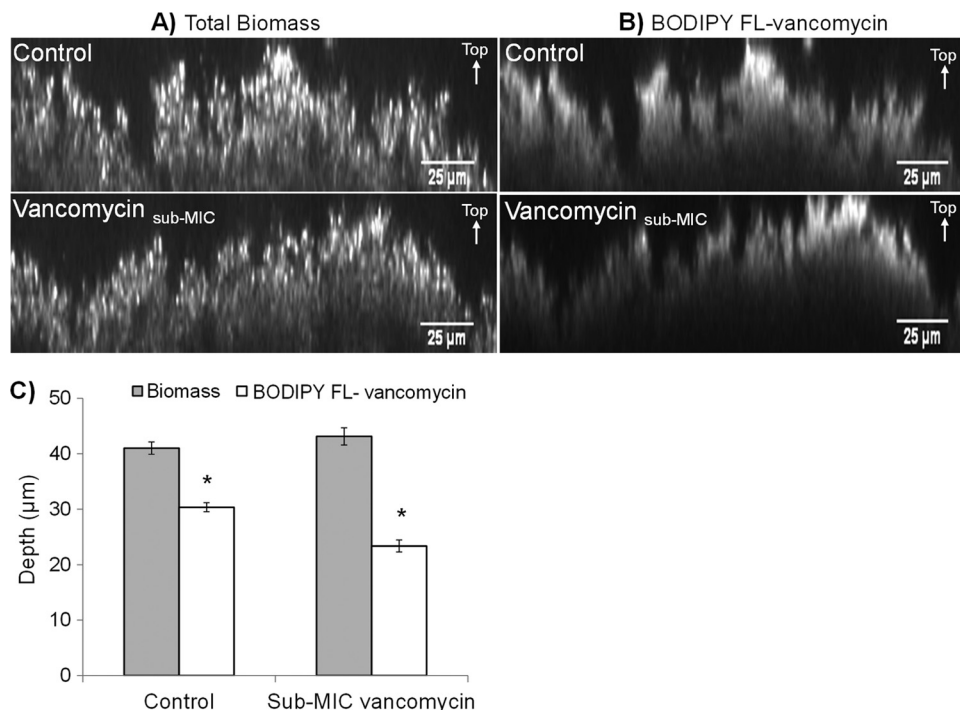 A) Total Biomass
B) BODIPY FL-vancomycin
Control
Top
25 µm
Control
Top
25 µm
Vancomycin sub-MIC
Top
25 µm
Vancomycin sub-MIC
Top
25 µm
C)
Biomass
BODIPY FL- vancomycin
50
40
30
20
10
0
Depth (µm)
*
*
Control
Sub-MIC vancomycin